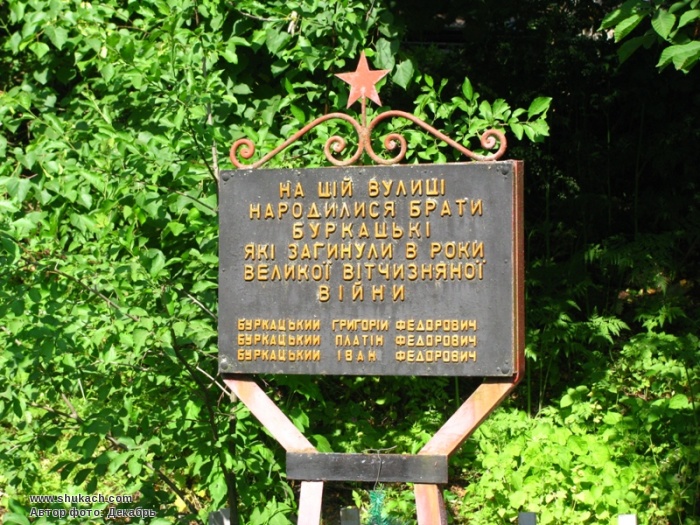 НА ЦІЙ ВУЛИЦІ
НАРОДИЛИСЯ БРАТИ
БУРКАЦЬКІ
ЯКІ ЗАГИНУЛИ В РОКИ
ВЕЛИКОЇ ВІТЧИЗНЯНОЇ
ВІЙНИ
БУРКАЦЬКИЙ ГРИГОРІЙ ФЕДОРОВИЧ
БУРКАЦЬКИЙ ПЛАТІН ФЕДОРОВИЧ
БУРКАЦЬКИЙ ІВАН ФЕДОРОВИЧ
www.shukach.com
Автор фото: Декабрь